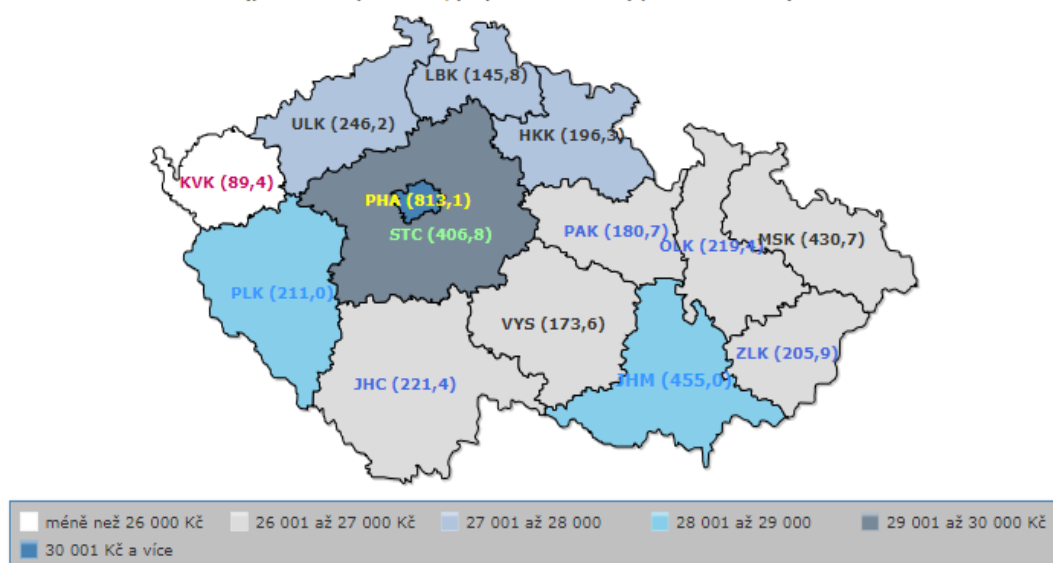 LBK (145,8)
ULK (246,2)
HKK (196,3)
KVK (89,4)
PHA (813,1)
STC (406,8)
PAK (180,7)
OLK (219,4)
MSK (430,7)
PLK (211,0)
VYS (173,6)
ZLK (205,9)
JHC (221,4)
JHM (455,0)
méně než 26 000 Kč 26 001 až 27 000 Kč 27 001 až 28 000 28 001 až 29 000 29 001 až 30 000 Kč
30 001 Kč a více